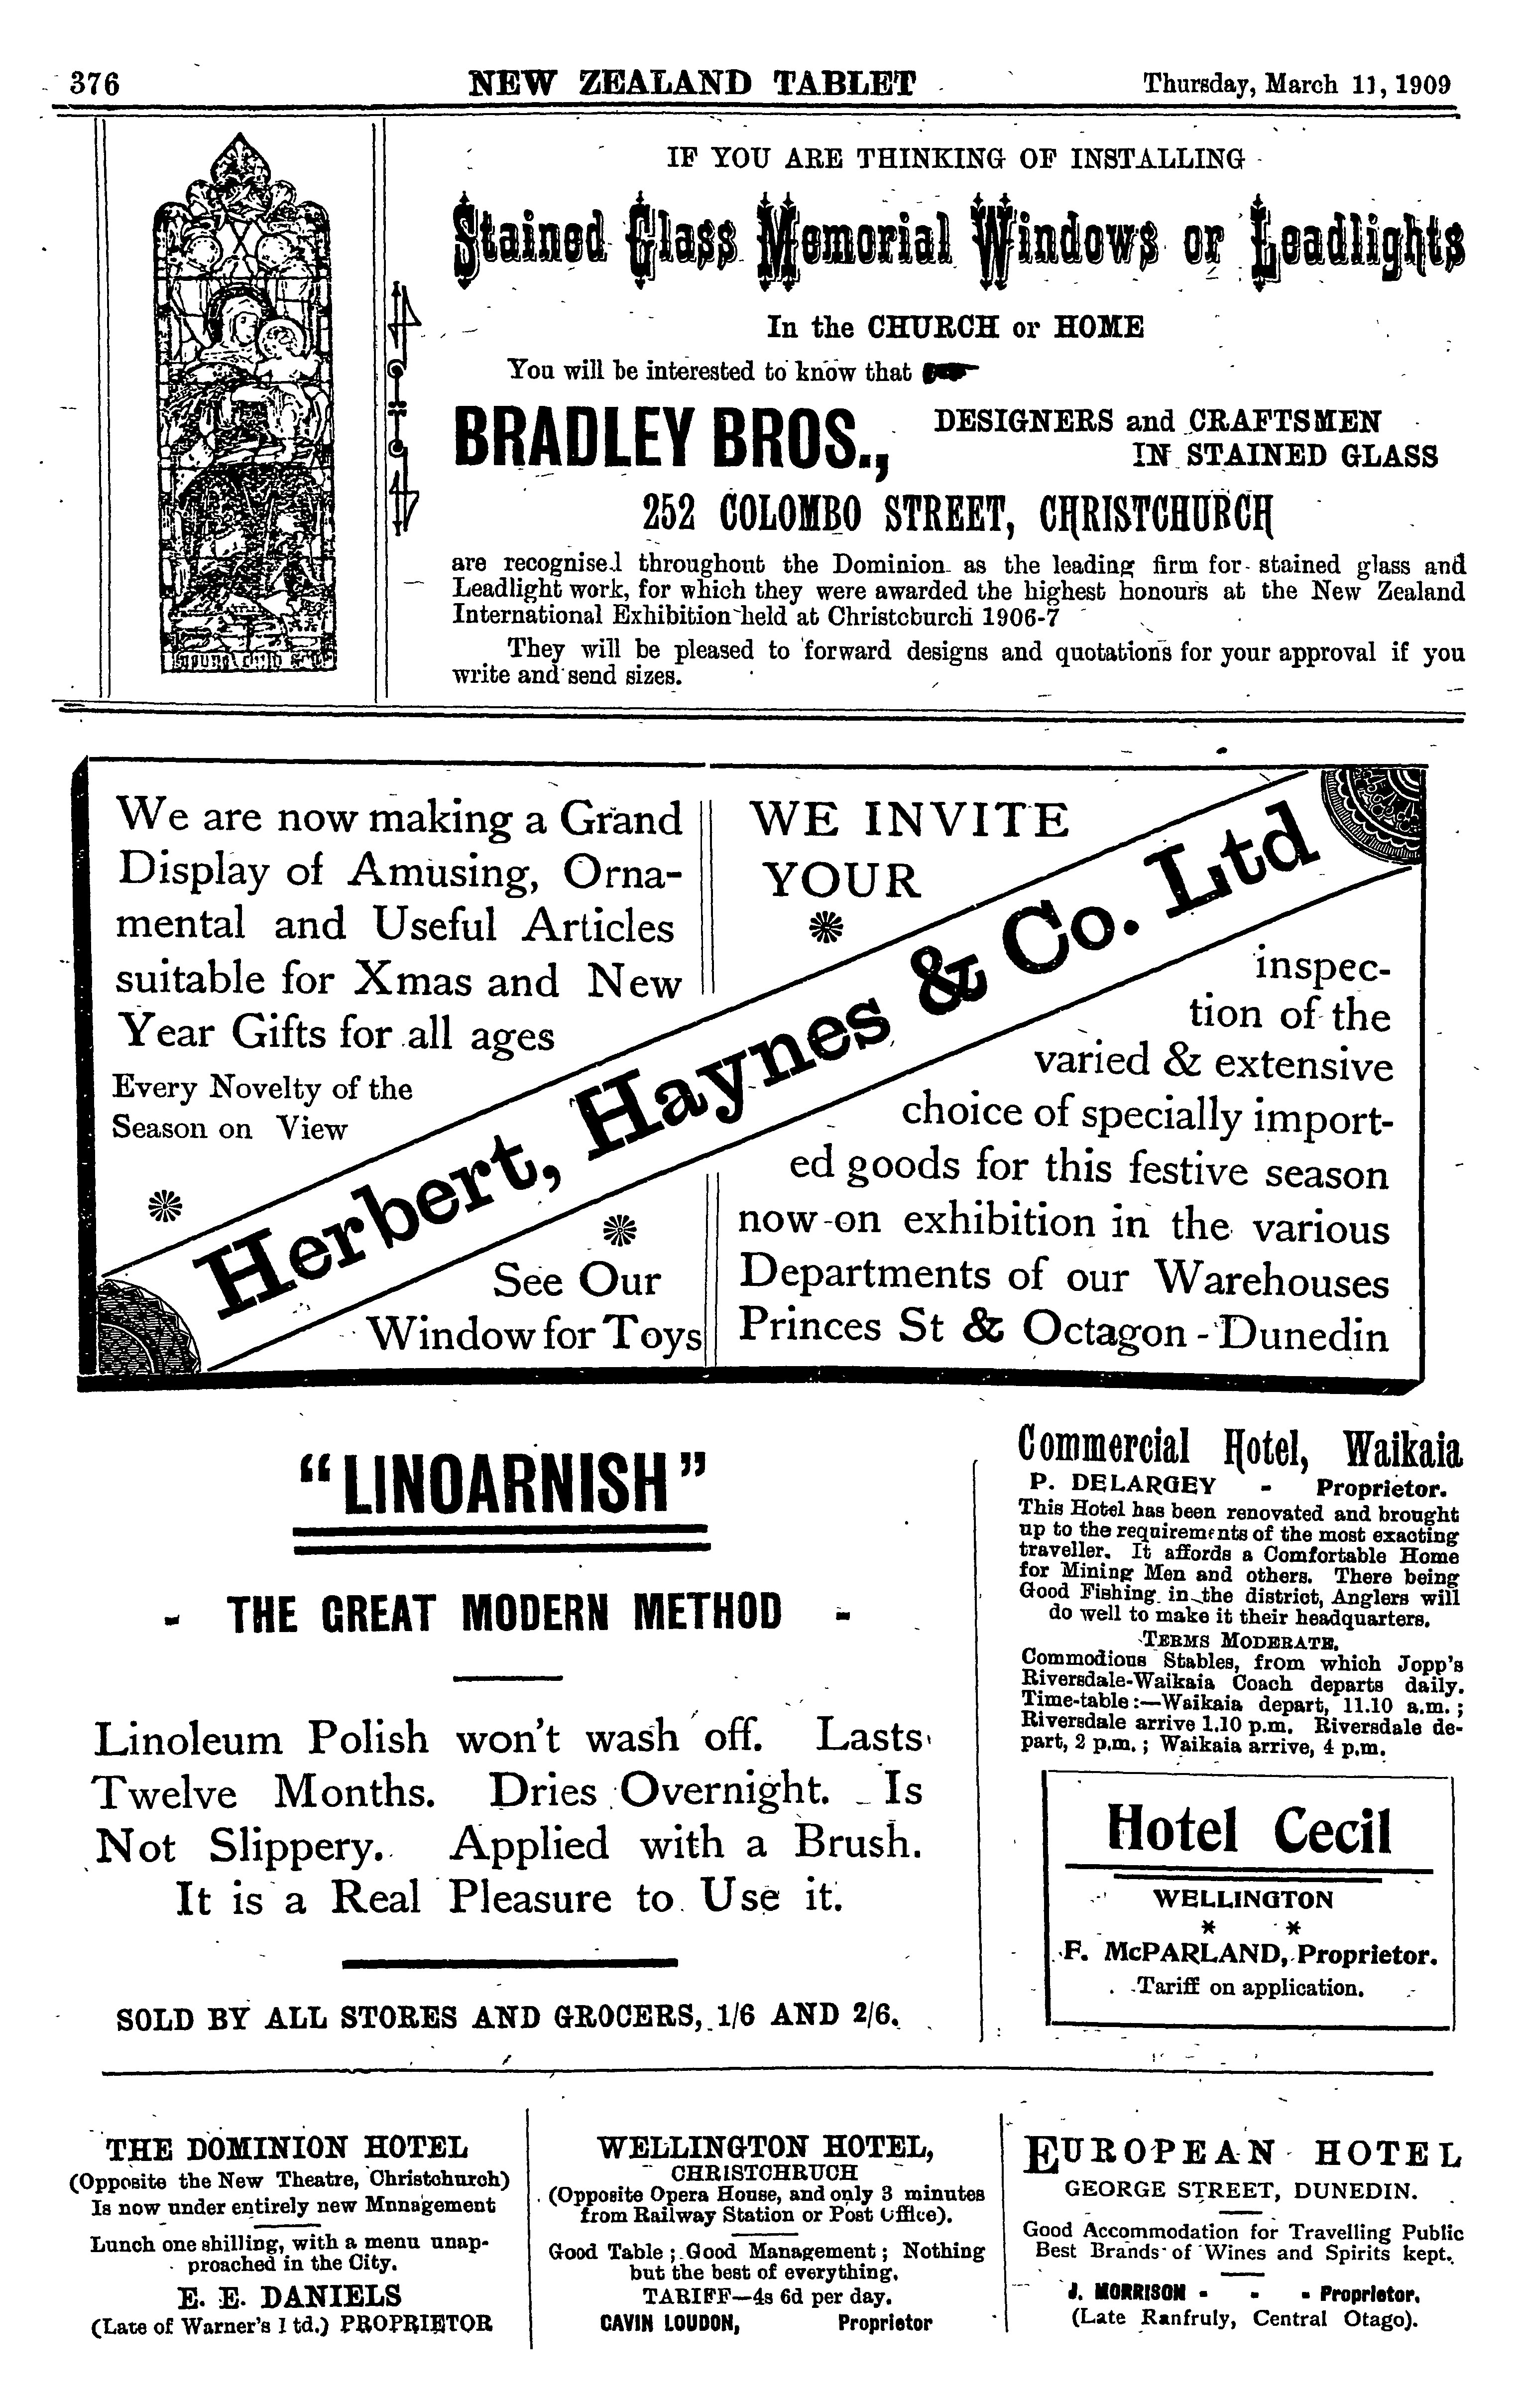 376
NEW ZEALAND TABLET
Thursday, March 11, 1909
IF YOU ARE THINKING OF INSTALLING
Stained Glass Memorial Windows or Leadlights
In the CHURCH or HOME
You will be interested to know that
BRADLEY BROS.,
DESIGNERS and CRAFTSMEN
IN STAINED GLASS
252 COLOMBO STREET, CHRISTCHURCH
are recognised throughout the Dominion as the leading firm for stained glass and
Leadlight work, for which they were awarded the highest honours at the New Zealand
International Exhibition held at Christchurch 1906-7
They will be pleased to forward designs and quotations for your approval if you
write and send sizes.
We are now making a Grand
Display of Amusing, Orna-
mental and Useful Articles
suitable for Xmas and New
Year Gifts for all ages
Every Novelty of the
Season on View
Herbert, Haynes & Co. Ltd
See Our
Window for Toys
WE INVITE
YOUR
inspec-
tion of the
varied & extensive
choice of specially import-
ed goods for this festive season
now on exhibition in the various
Departments of our Warehouses
Princes St & Octagon - Dunedin
"LINOARNISH"
- THE GREAT MODERN METHOD -
Linoleum Polish won't wash off. Lasts
Twelve Months. Dries Overnight. Is
Not Slippery. Applied with a Brush.
It is a Real Pleasure to Use it.
SOLD BY ALL STORES AND GROCERS, 1/6 AND 2/6.
Commercial Hotel, Waikaia
P. DELARGEY - Proprietor.
This Hotel has been renovated and brought
up to the requirements of the most exacting
traveller. It affords a Comfortable Home
for Mining Men and others. There being
Good Fishing in the district, Anglers will
do well to make it their headquarters.
TERMS MODERATE.
Commodious Stables, from which Jopp's
Riversdale-Waikaia Coach departs daily.
Time-table:—Waikaia depart, 11.10 a.m.;
Riversdale arrive 1.10 p.m. Riversdale de-
part, 2 p.m.; Waikaia arrive, 4 p.m.
Hotel Cecil
WELLINGTON
* *
F. McPARLAND, Proprietor.
Tariff on application.
THE DOMINION HOTEL
(Opposite the New Theatre, Christchurch)
Is now under entirely new Mnnagement
Lunch one shilling, with a menu unap-
proached in the City.
E. E. DANIELS
(Late of Warner's Ltd.) PROPRIETOR
WELLINGTON HOTEL,
CHRISTCHRUCH
(Opposite Opera House, and only 3 minutes
from Railway Station or Post Office).
Good Table; Good Management; Nothing
but the best of everything.
TARIFF—4s 6d per day.
CAVIN LOUDON, Proprietor
EUROPEAN HOTEL
GEORGE STREET, DUNEDIN.
Good Accommodation for Travelling Public
Best Brands of Wines and Spirits kept.
J. MORRISON - - - Proprietor.
(Late Ranfruly, Central Otago).